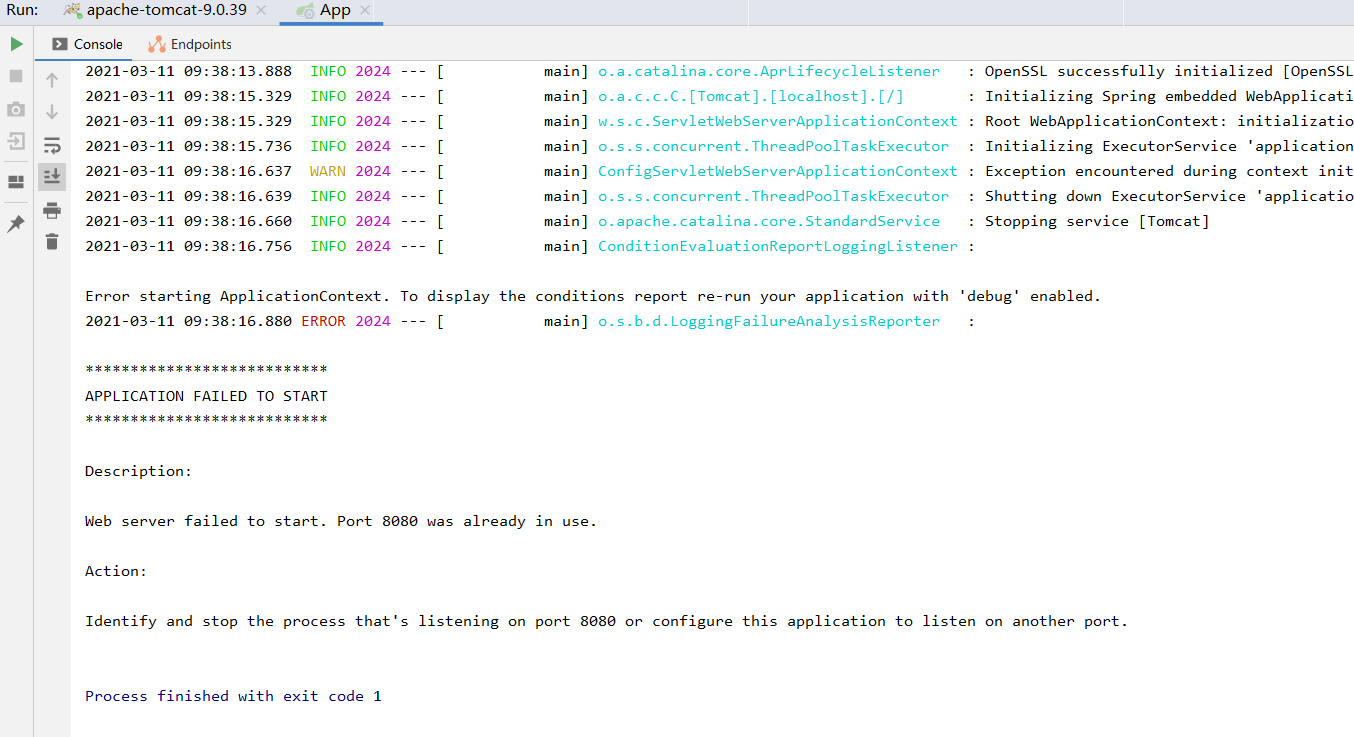 Run: apache-tomcat-9.0.39 App
Console Endpoints
2021-03-11 09:38:13.888  INFO 2024 --- [           main] o.a.catalina.core.AprLifecycleListener   : OpenSSL successfully initialized [OpenSSL
2021-03-11 09:38:15.329  INFO 2024 --- [           main] o.a.c.c.C.[Tomcat].[localhost].[/]       : Initializing Spring embedded WebApplicati
2021-03-11 09:38:15.329  INFO 2024 --- [           main] w.s.c.ServletWebServerApplicationContext : Root WebApplicationContext: initializatio
2021-03-11 09:38:15.736  INFO 2024 --- [           main] o.s.s.concurrent.ThreadPoolTaskExecutor  : Initializing ExecutorService 'application
2021-03-11 09:38:16.637  WARN 2024 --- [           main] ConfigServletWebServerApplicationContext : Exception encountered during context init
2021-03-11 09:38:16.639  INFO 2024 --- [           main] o.s.s.concurrent.ThreadPoolTaskExecutor  : Shutting down ExecutorService 'applicatio
2021-03-11 09:38:16.660  INFO 2024 --- [           main] o.apache.catalina.core.StandardService   : Stopping service [Tomcat]
2021-03-11 09:38:16.756  INFO 2024 --- [           main] ConditionEvaluationReportLoggingListener :
Error starting ApplicationContext. To display the conditions report re-run your application with 'debug' enabled.
2021-03-11 09:38:16.880 ERROR 2024 --- [           main] o.s.b.d.LoggingFailureAnalysisReporter   :
***************************
APPLICATION FAILED TO START
***************************
Description:
Web server failed to start. Port 8080 was already in use.
Action:
Identify and stop the process that's listening on port 8080 or configure this application to listen on another port.
Process finished with exit code 1